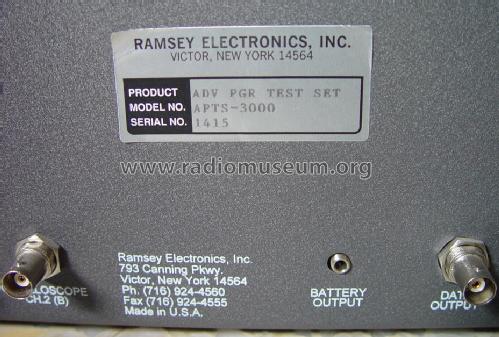 RAMSEY ELECTRONICS, INC.
VICTOR, NEW YORK 14564
PRODUCT ADV PGR TEST SET
MODEL NO. APTS-3000
SERIAL NO. 1415
www.radiomuseum.org
Ramsey Electronics, Inc.
793 Canning Pkwy.
Victor, New York 14564
Ph. (716) 924-4560
Fax (716) 924-4555
Made in U.S.A.
CH.2 (B)
BATTERY
OUTPUT
DATA
OUTPUT